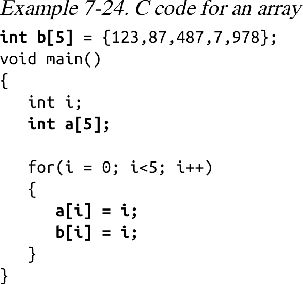 Example 7-24. C code for an array
int b[5] = {123,87,487,7,978};
void main()
{
   int i;
   int a[5];

   for(i = 0; i<5; i++)
   {
      a[i] = i;
      b[i] = i;
   }
}